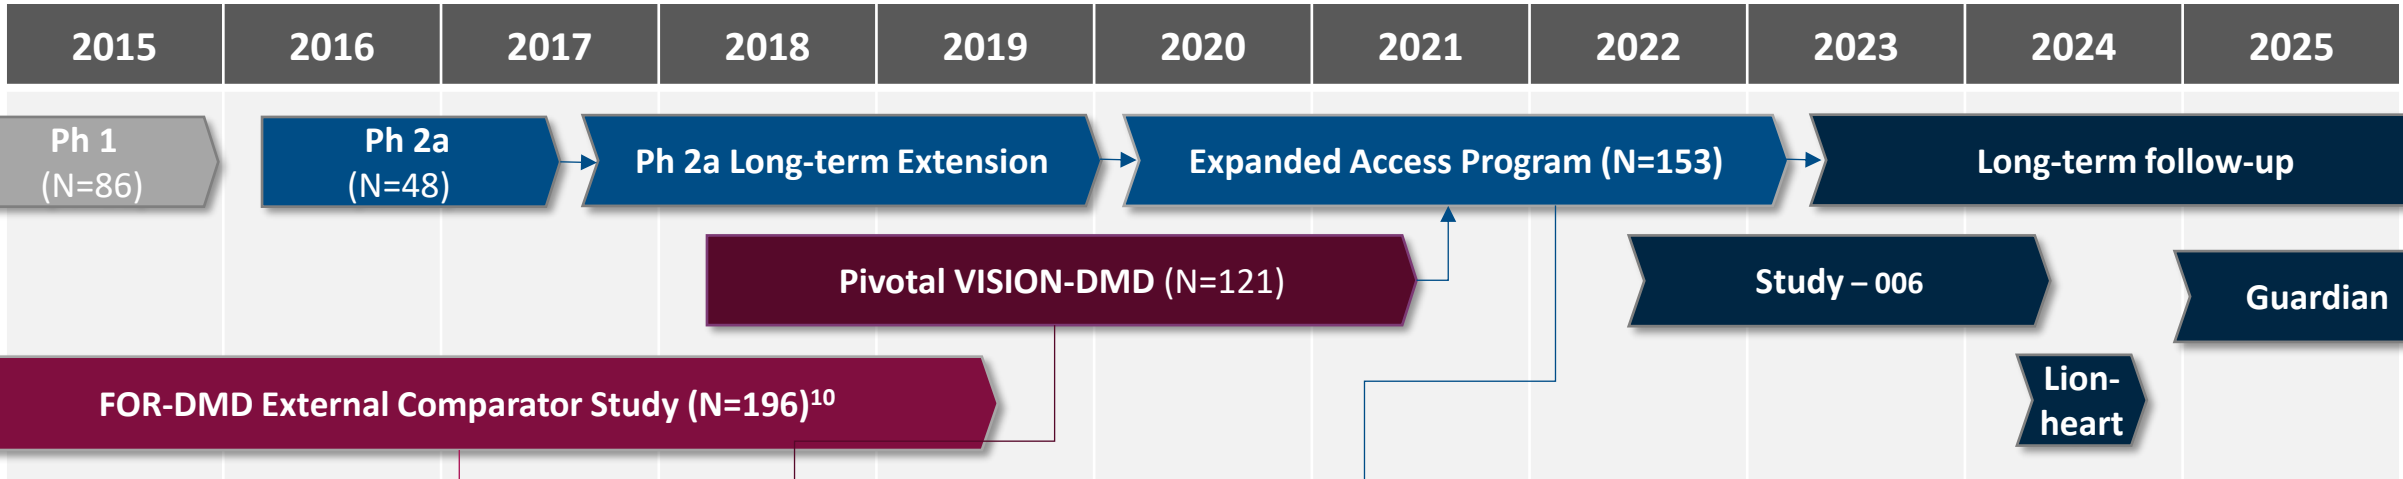 2015 2016 2017 2018 2019 2020 2021 2022 2023 2024 2025
Ph 1
(N=86)
Ph 2a
(N=48)
Ph 2a Long-term Extension
Expanded Access Program (N=153)
Long-term follow-up
Pivotal VISION-DMD (N=121)
Study – 006
Guardian
FOR-DMD External Comparator Study (N=196)¹⁰
Lion-
heart